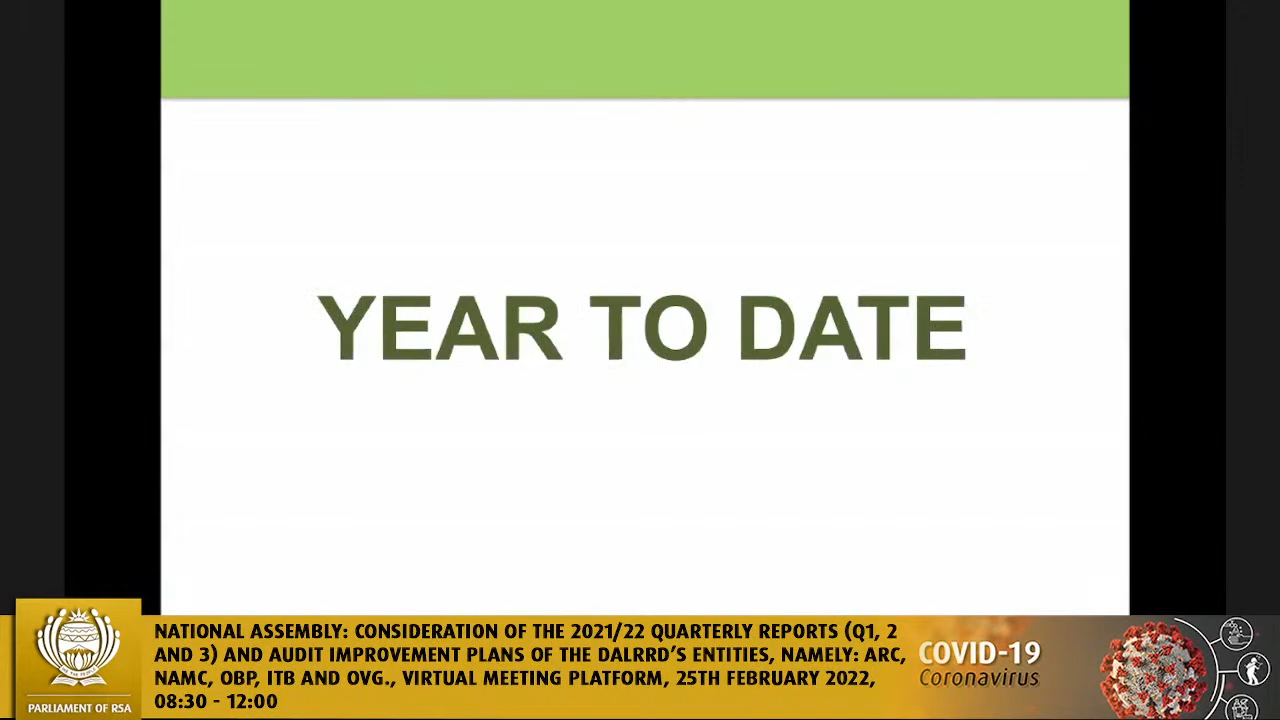 YEAR TO DATE
NATIONAL ASSEMBLY: CONSIDERATION OF THE 2021/22 QUARTERLY REPORTS (Q1, 2
AND 3) AND AUDIT IMPROVEMENT PLANS OF THE DALRRD'S ENTITIES, NAMELY: ARC,
NAMC, OBP, ITB AND OVG., VIRTUAL MEETING PLATFORM, 25TH FEBRUARY 2022,
08:30 - 12:00
PARLIAMENT OF RSA
COVID-19
Coronavirus